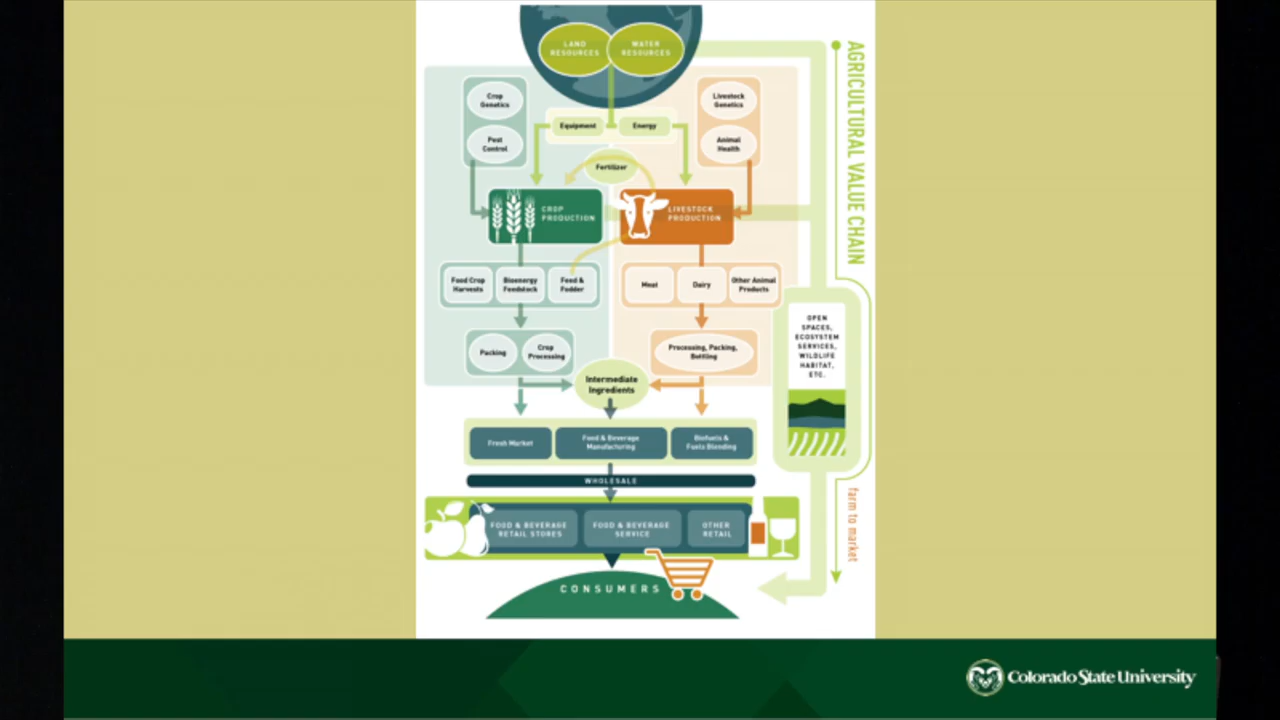 LAND
RESOURCES
WATER
RESOURCES
AGRICULTURAL VALUE CHAIN
Crop
Genetics
Pest
Control
Equipment
Energy
Livestock
Genetics
Animal
Health
Fertilizer
CROP
PRODUCTION
LIVESTOCK
PRODUCTION
Food Crop
Harvests
Bioenergy
Feedstock
Feed &
Fodder
Meat
Dairy
Other Animal
Products
OPEN
SPACES,
ECOSYSTEM
SERVICES,
WILDLIFE
HABITAT,
ETC.
Packing
Crop
Processing
Processing, Packing,
Bottling
Intermediate
Ingredients
Fresh Market
Food & Beverage
Manufacturing
Biofuels &
Fuels Blending
WHOLESALE
FOOD & BEVERAGE
RETAIL STORES
FOOD & BEVERAGE
SERVICE
OTHER
RETAIL
farm to market
CONSUMERS
Colorado State University